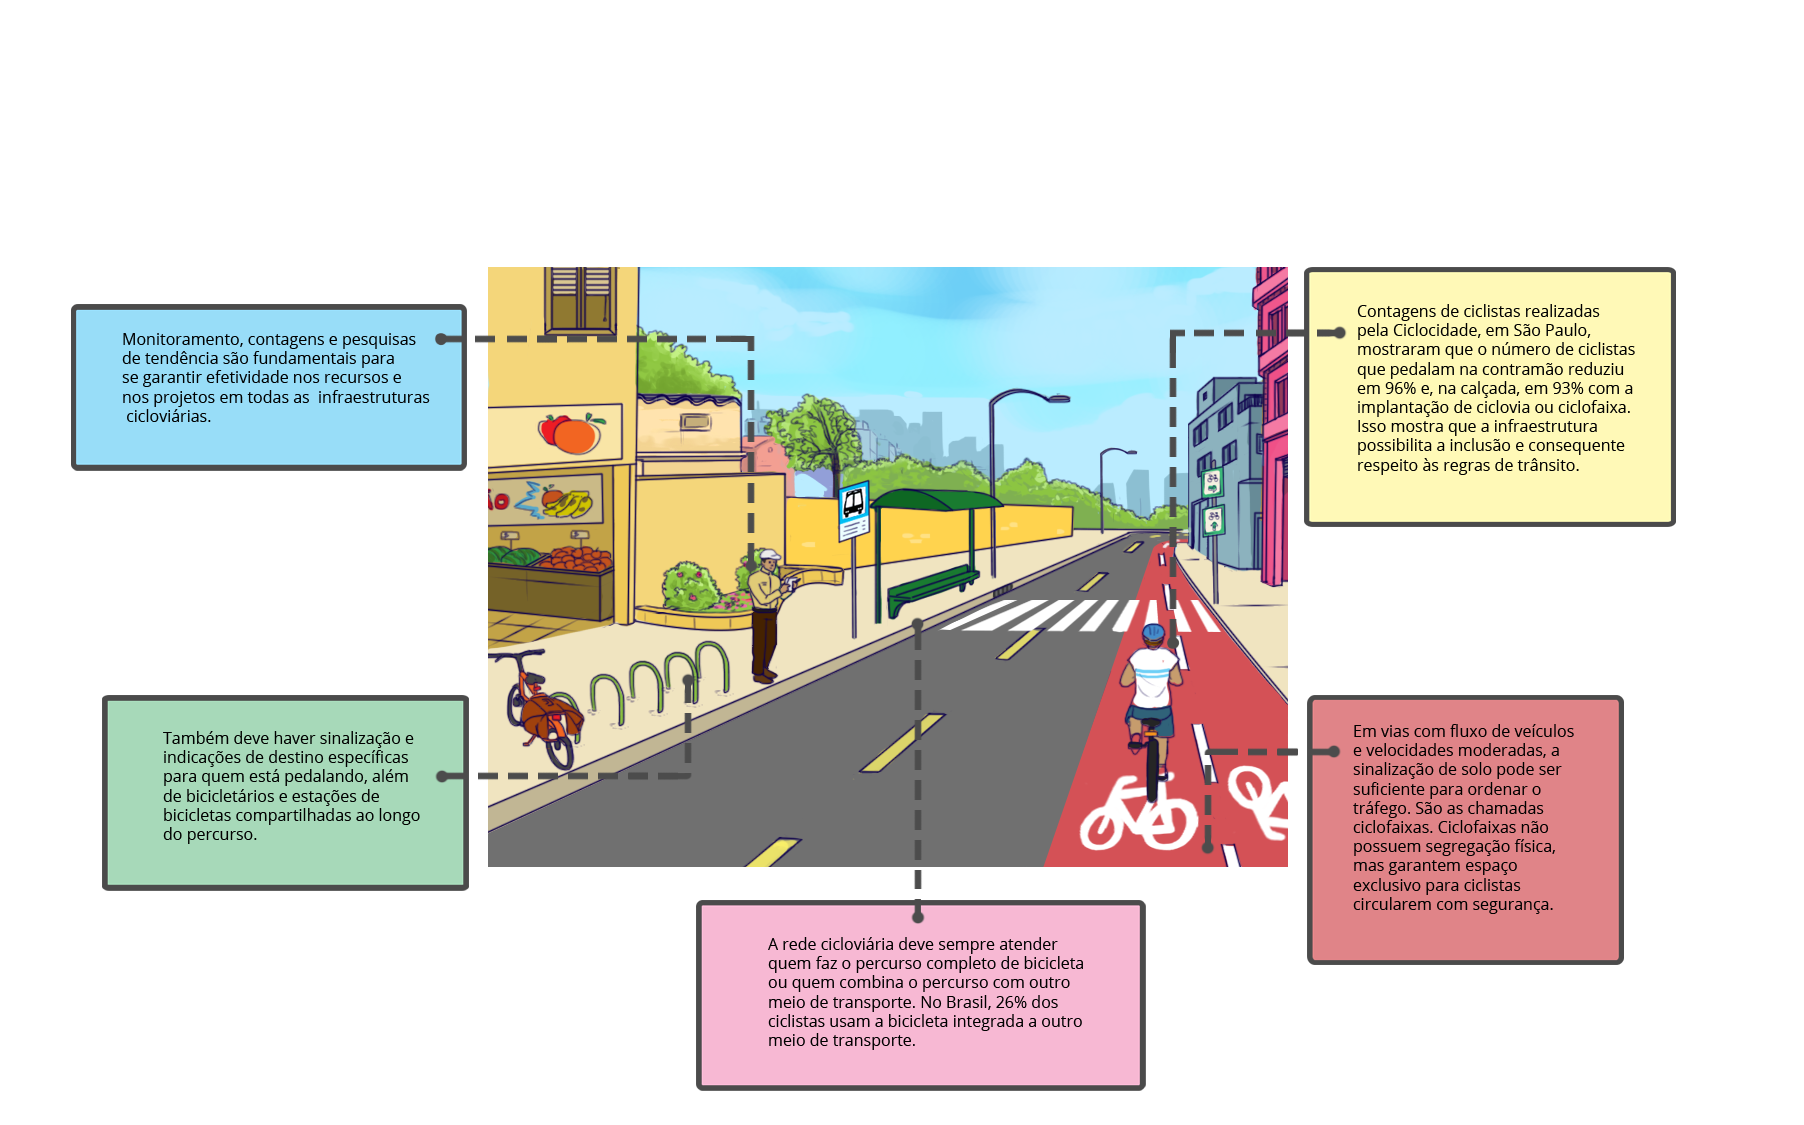 Monitoramento, contagens e pesquisas
de tendência são fundamentais para
se garantir efetividade nos recursos e
nos projetos em todas as infraestruturas
cicloviárias.
Contagens de ciclistas realizadas
pela Ciclocidade, em São Paulo,
mostraram que o número de ciclistas
que pedalam na contramão reduziu
em 96% e, na calçada, em 93% com a
implantação de ciclovia ou ciclofaixa.
Isso mostra que a infraestrutura
possibilita a inclusão e consequente
respeito às regras de trânsito.
ÃO
Também deve haver sinalização e
indicações de destino específicas
para quem está pedalando, além
de bicicletários e estações de
bicicletas compartilhadas ao longo
do percurso.
Em vias com fluxo de veículos
e velocidades moderadas, a
sinalização de solo pode ser
suficiente para ordenar o
tráfego. São as chamadas
ciclofaixas. Ciclofaixas não
possuem segregação física,
mas garantem espaço
exclusivo para ciclistas
circularem com segurança.
A rede cicloviária deve sempre atender
quem faz o percurso completo de bicicleta
ou quem combina o percurso com outro
meio de transporte. No Brasil, 26% dos
ciclistas usam a bicicleta integrada a outro
meio de transporte.